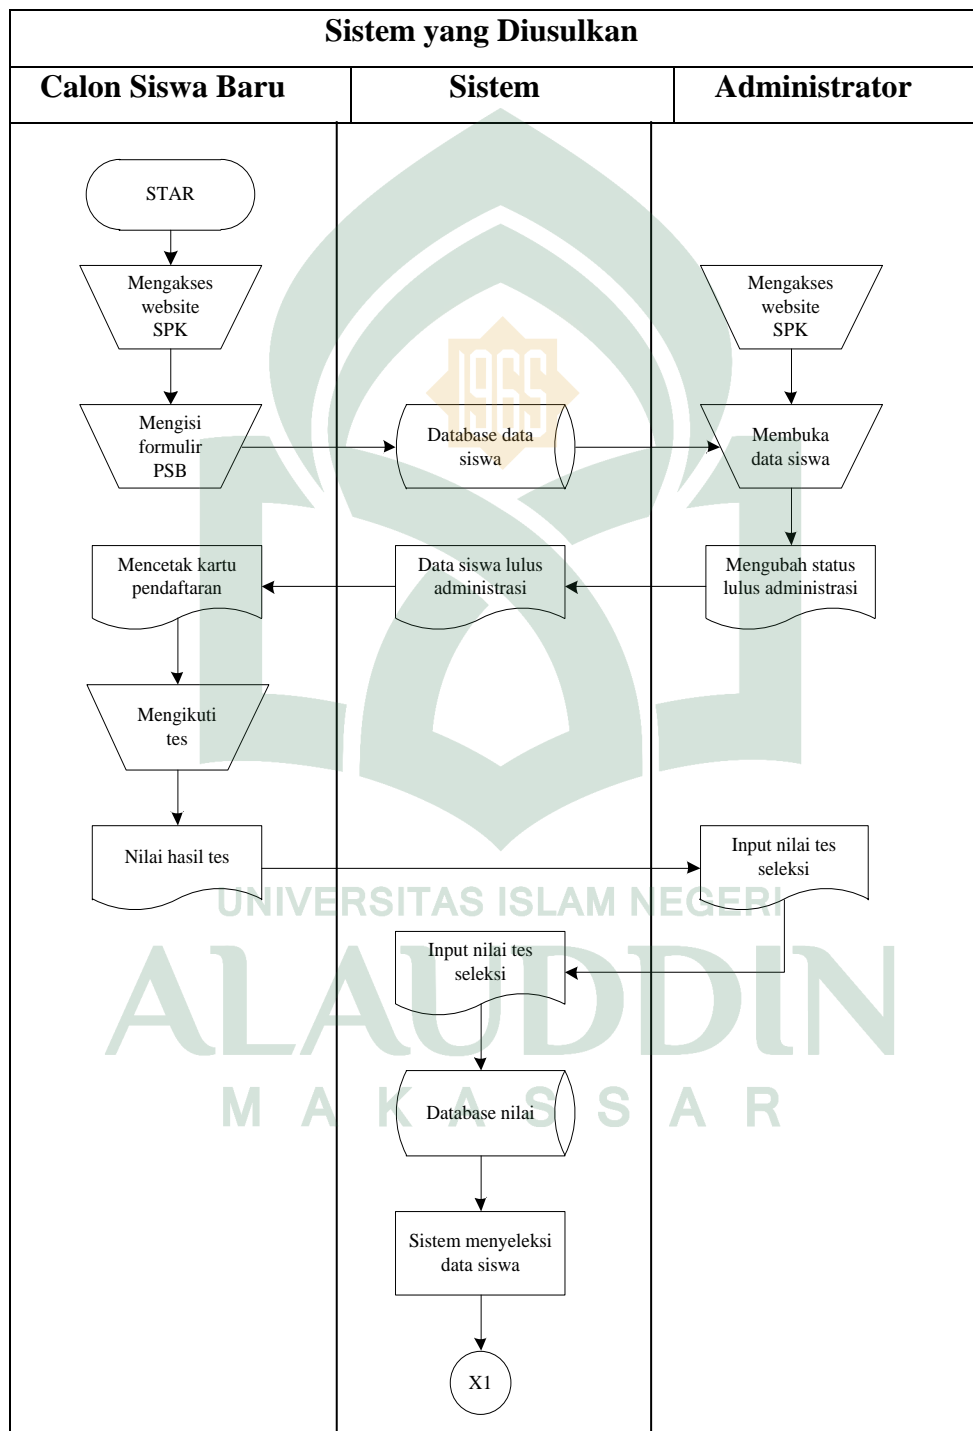 Sistem yang Diusulkan
Calon Siswa Baru
Sistem
Administrator
STAR
Mengakses
website
SPK
Mengakses
website
SPK
1965
Mengisi
formulir
PSB
Database data
siswa
Membuka
data siswa
Mencetak kartu
pendaftaran
Data siswa lulus
administrasi
Mengubah status
lulus administrasi
Mengikuti
tes
Nilai hasil tes
Input nilai tes
seleksi
UNIVERSITAS ISLAM NEGERI
Input nilai tes
seleksi
ALAUDDIN
MAKASSAR
Database nilai
Sistem menyeleksi
data siswa
X1